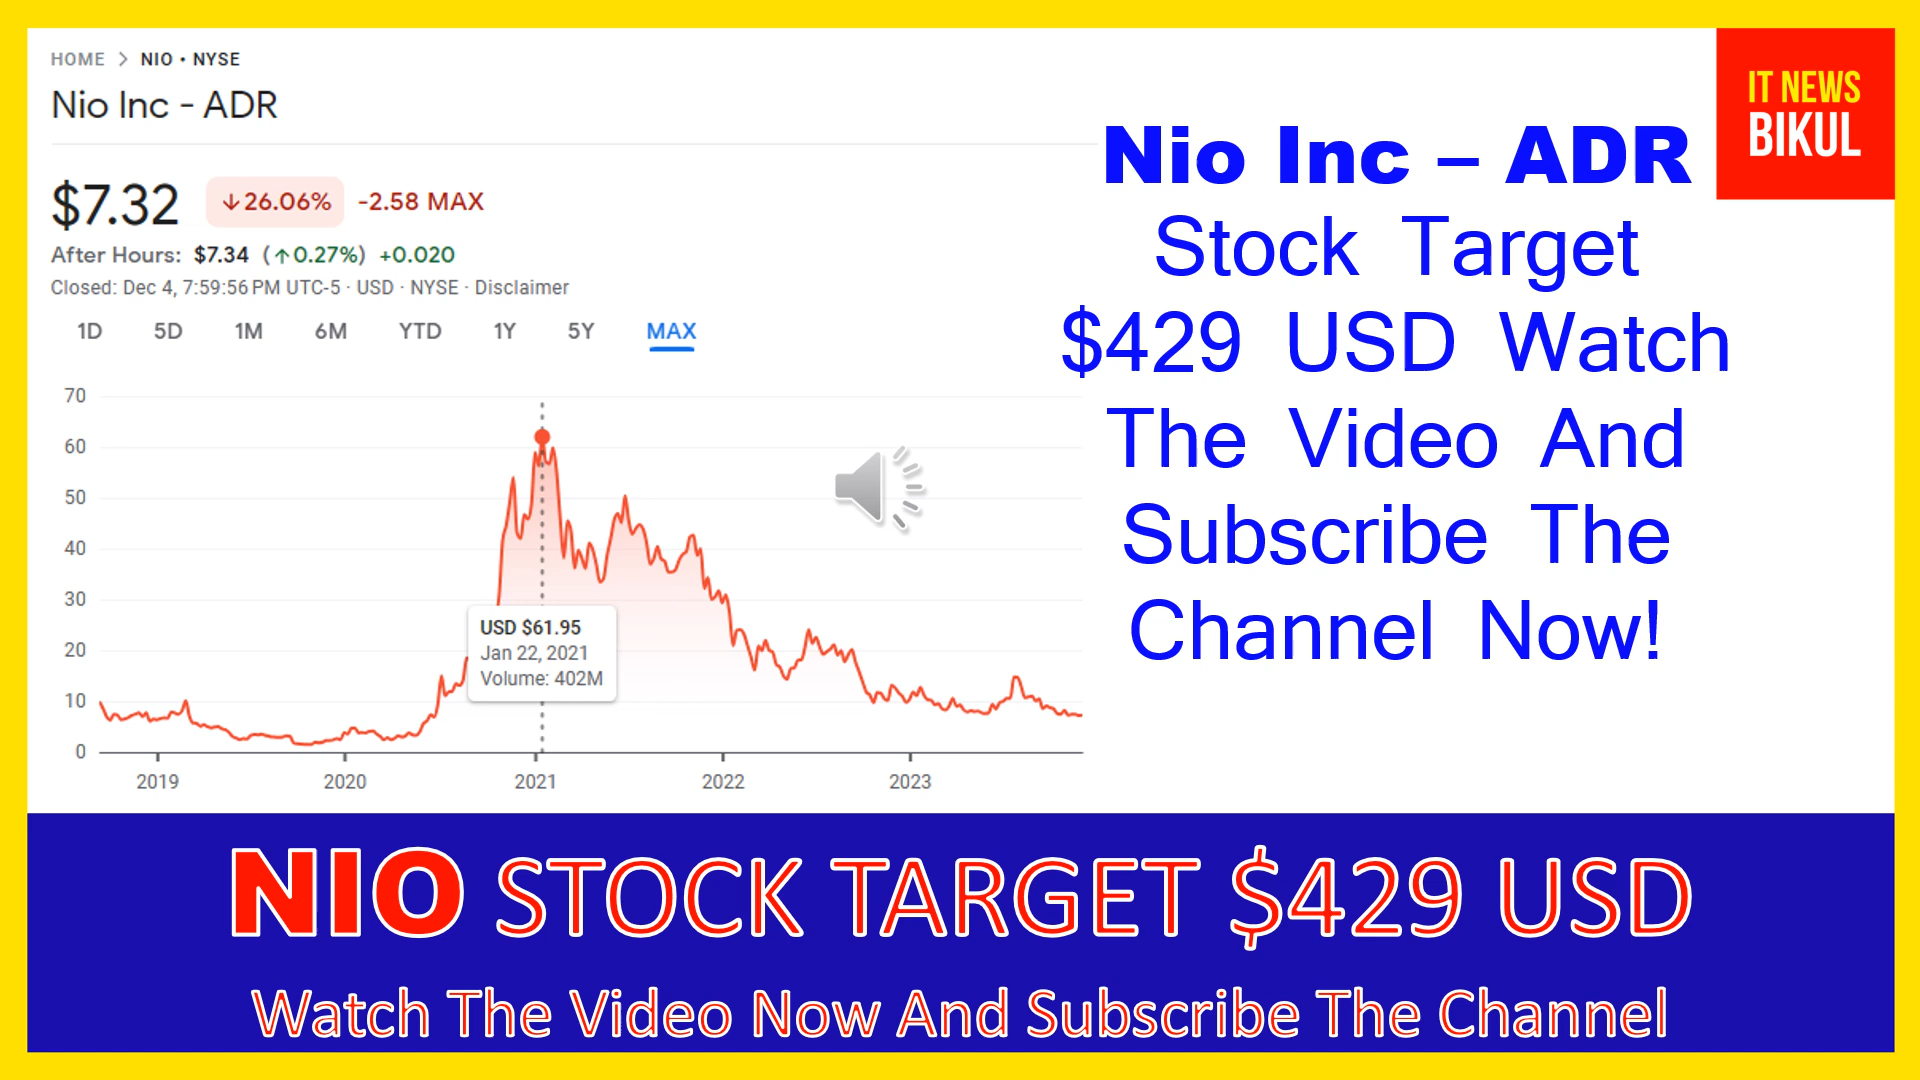 HOME > NIO • NYSE
Nio Inc - ADR
$7.32 ↓26.06% -2.58 MAX
After Hours: $7.34 (↑0.27%) +0.020
Closed: Dec 4, 7:59:56 PM UTC-5 · USD · NYSE · Disclaimer
1D 5D 1M 6M YTD 1Y 5Y MAX
70
60
50
40
30
20
10
0
USD $61.95
Jan 22, 2021
Volume: 402M
2019 2020 2021 2022 2023
Nio Inc – ADR
Stock Target
$429 USD Watch
The Video And
Subscribe The
Channel Now!
IT NEWS
BIKUL
NIO STOCK TARGET $429 USD
Watch The Video Now And Subscribe The Channel